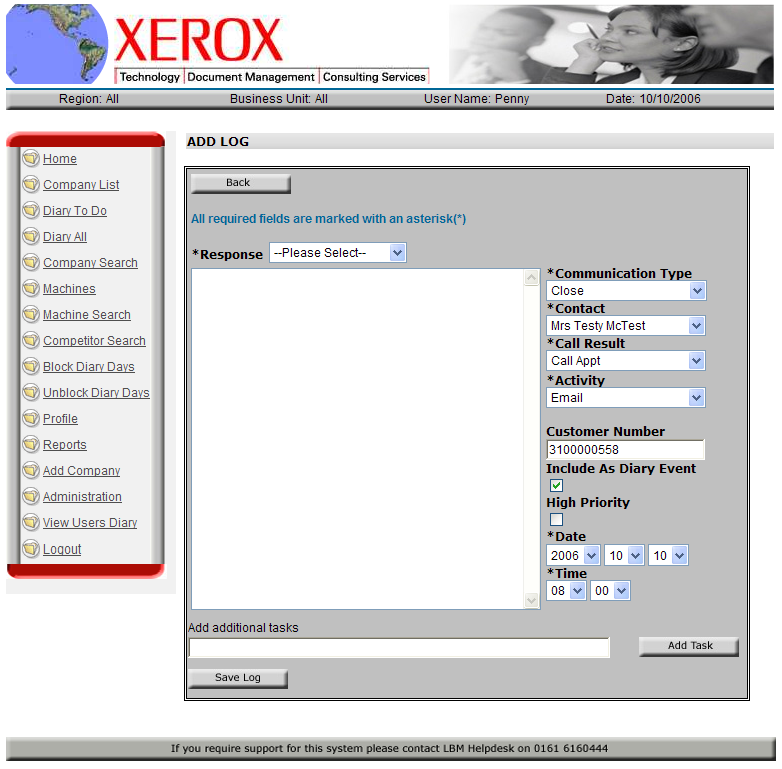 XEROX
Technology Document Management Consulting Services
Region: All Business Unit: All User Name: Penny Date: 10/10/2006
Home
Company List
Diary To Do
Diary All
Company Search
Machines
Machine Search
Competitor Search
Block Diary Days
Unblock Diary Days
Profile
Reports
Add Company
Administration
View Users Diary
Logout
ADD LOG
Back
All required fields are marked with an asterisk(*)
*Response --Please Select--
*Communication Type
Close
*Contact
Mrs Testy McTest
*Call Result
Call Appt
*Activity
Email
Customer Number
3100000558
Include As Diary Event
High Priority
*Date
2006 10 10
*Time
08 00
Add additional tasks
Add Task
Save Log
If you require support for this system please contact LBM Helpdesk on 0161 6160444